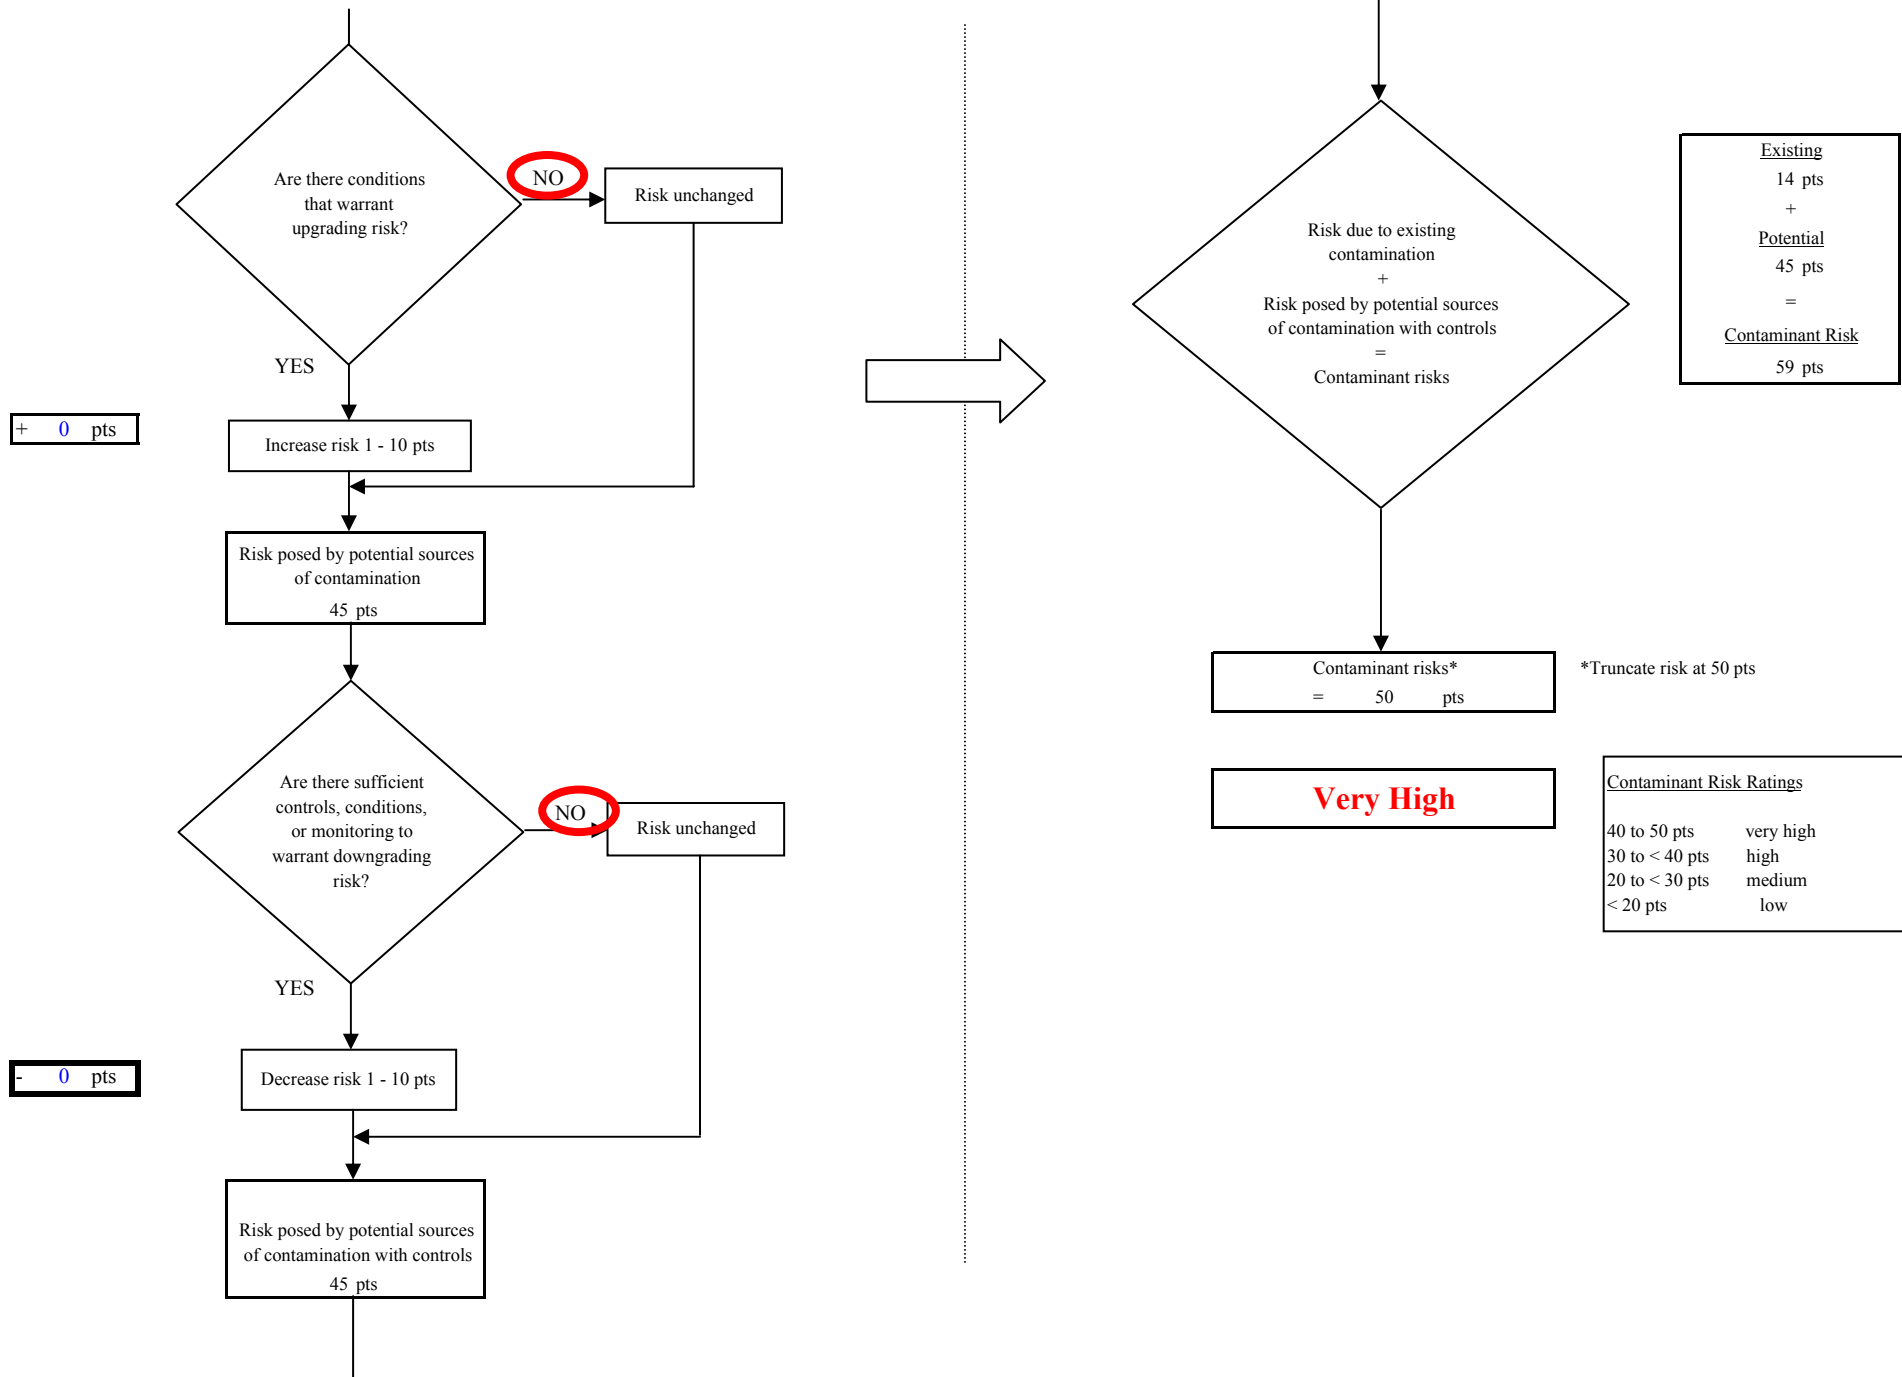 Are there conditions
that warrant
upgrading risk?
NO
Risk unchanged
YES
+ 0 pts
Increase risk 1 - 10 pts
Risk posed by potential sources
of contamination
45 pts
Are there sufficient
controls, conditions,
or monitoring to
warrant downgrading
risk?
NO
Risk unchanged
YES
- 0 pts
Decrease risk 1 - 10 pts
Risk posed by potential sources
of contamination with controls
45 pts
Risk due to existing
contamination
+
Risk posed by potential sources
of contamination with controls
=
Contaminant risks
Existing
14 pts
+
Potential
45 pts
=
Contaminant Risk
59 pts
Contaminant risks*
= 50 pts
*Truncate risk at 50 pts
Very High
Contaminant Risk Ratings
40 to 50 pts very high
30 to < 40 pts high
20 to < 30 pts medium
< 20 pts low